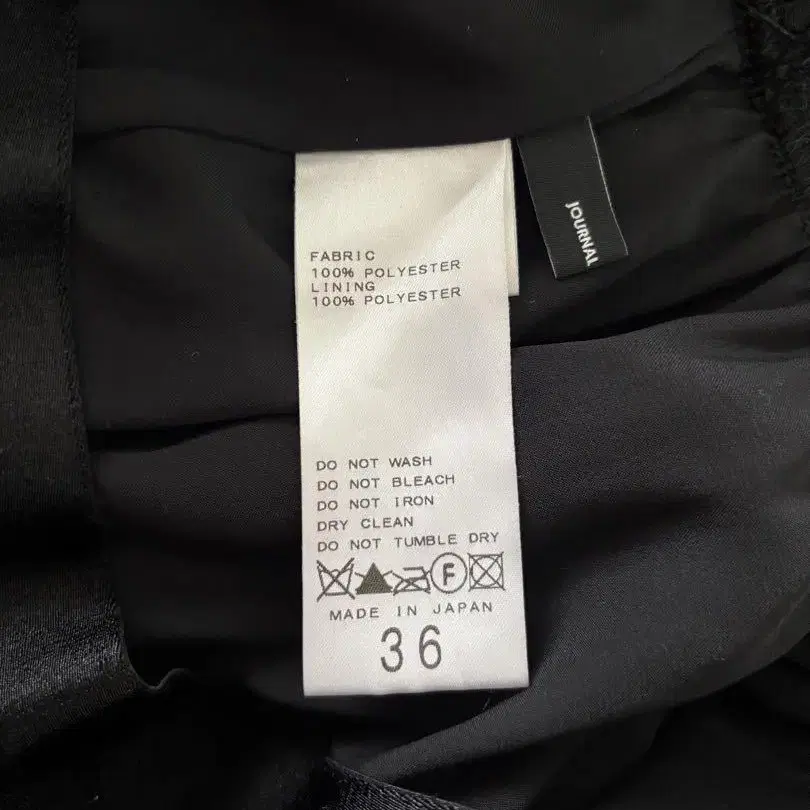 JOURNAL
FABRIC
100% POLYESTER
LINING
100% POLYESTER
DO NOT WASH
DO NOT BLEACH
DO NOT IRON
DRY CLEAN
DO NOT TUMBLE DRY
F
MADE IN JAPAN
36